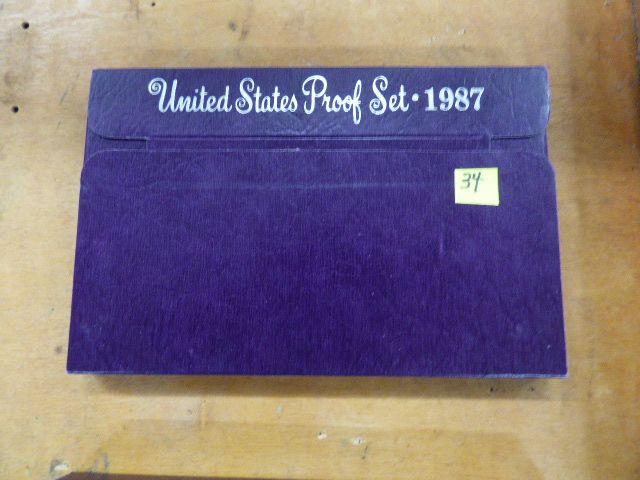 United States Proof Set • 1987
34